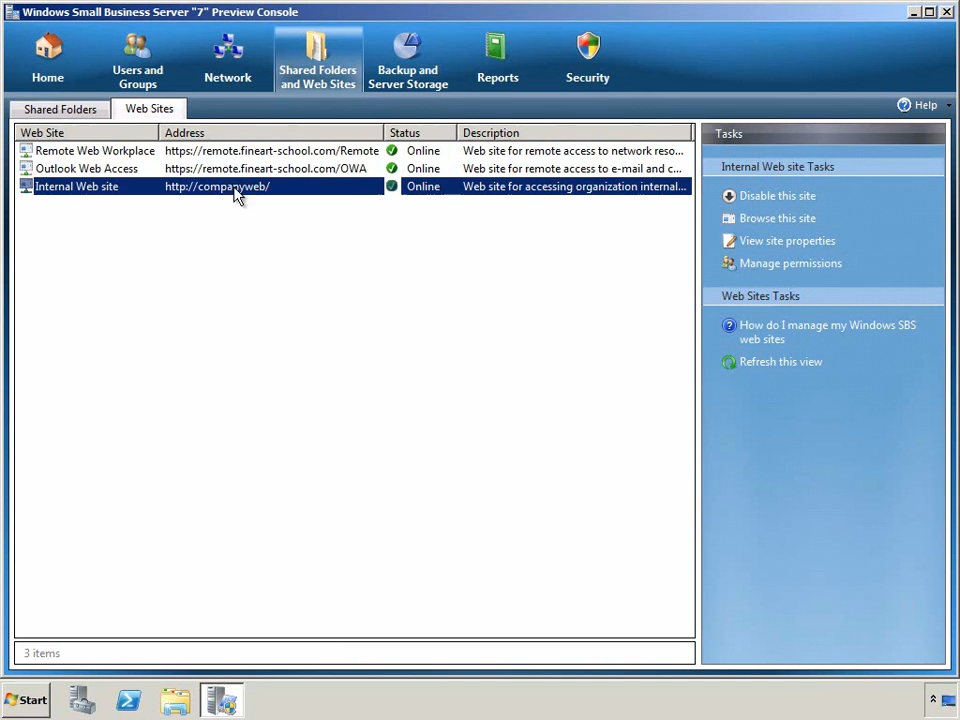 Windows Small Business Server "7" Preview Console
Home
Users and
Groups
Network
Shared Folders
and Web Sites
Backup and
Server Storage
Reports
Security
Shared Folders
Web Sites
Help
Web Site Address Status Description
Remote Web Workplace https://remote.fineart-school.com/Remote Online Web site for remote access to network reso...
Outlook Web Access https://remote.fineart-school.com/OWA Online Web site for remote access to e-mail and c...
Internal Web site http://companyweb/ Online Web site for accessing organization internal...
3 items
Tasks
Internal Web site Tasks
Disable this site
Browse this site
View site properties
Manage permissions
Web Sites Tasks
How do I manage my Windows SBS
web sites
Refresh this view
Start